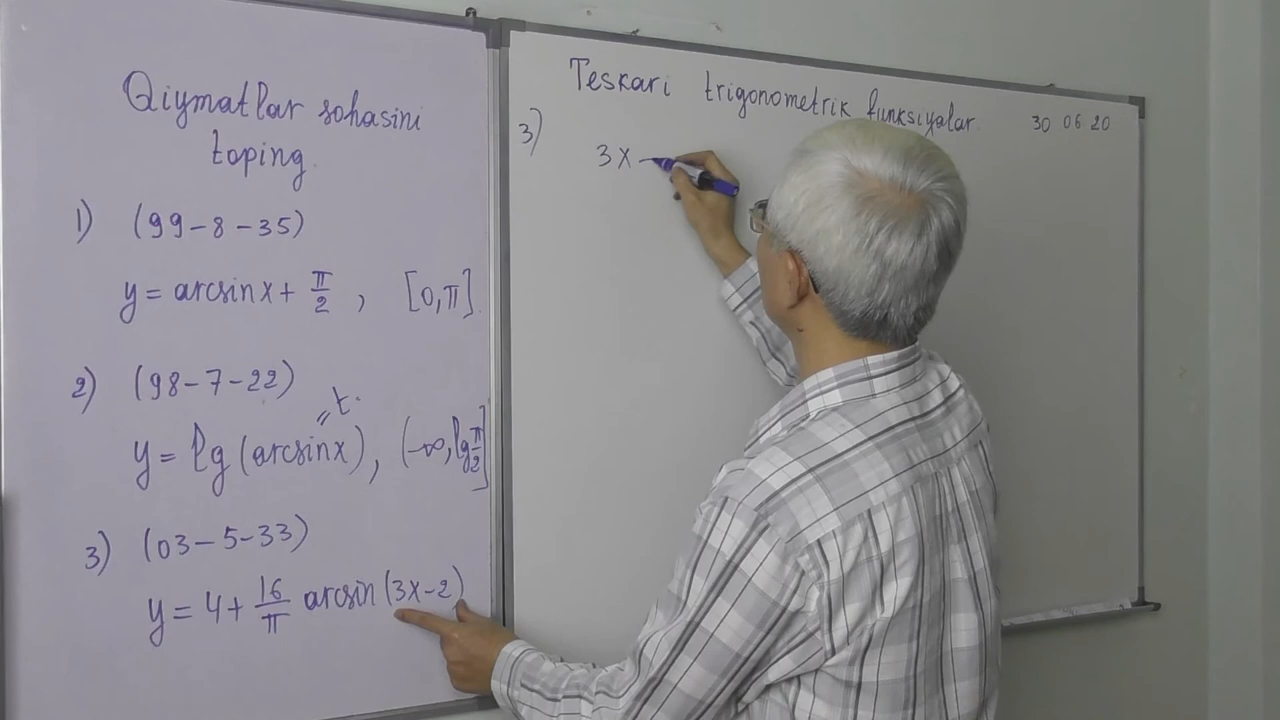 Qiymatlar sohasini
toping.
1) (99-8-35)
y = arcsin x + π/2 , [0, π].
2) (98-7-22)
" t.
y = lg (arcsin x), (-∞, lg π/2]
3) (03-5-33)
y = 4 + 16/π arcsin (3x-2)
Teskari trigonometrik funksiyalar
30 06 20
3)
3x -